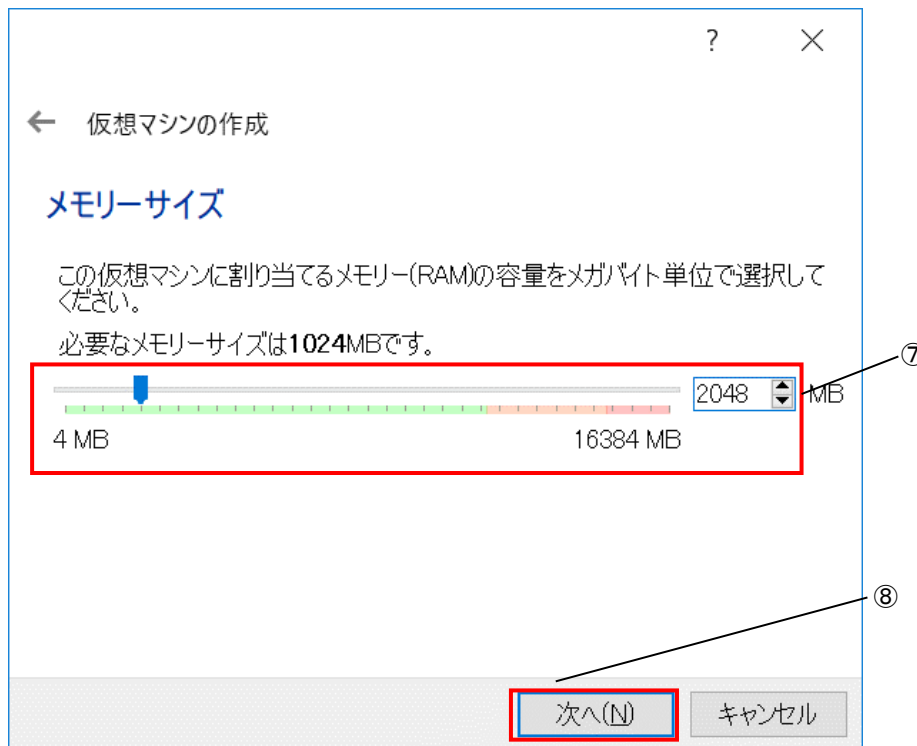 ?
仮想マシンの作成
メモリーサイズ
この仮想マシンに割り当てるメモリー(RAM)の容量をメガバイト単位で選択して
ください。
必要なメモリーサイズは1024MBです。
⑦
2048 MB
4 MB 16384 MB
⑧
次へ(N) キャンセル